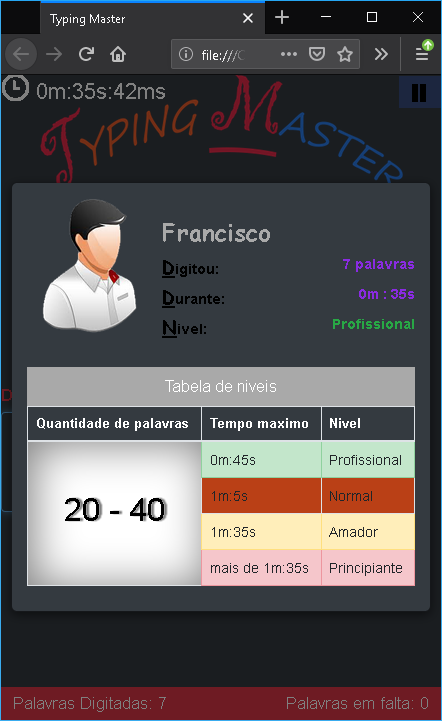 Typing Master
file:///C
0m:35s:42ms
TYPING MASTER
Francisco
Digitou: 7 palavras
Durante: 0m : 35s
Nivel: Profissional
Tabela de niveis
Quantidade de palavras Tempo maximo Nivel
20 - 40
0m:45s Profissional
1m:5s Normal
1m:35s Amador
mais de 1m:35s Principiante
Palavras Digitadas: 7 Palavras em falta: 0